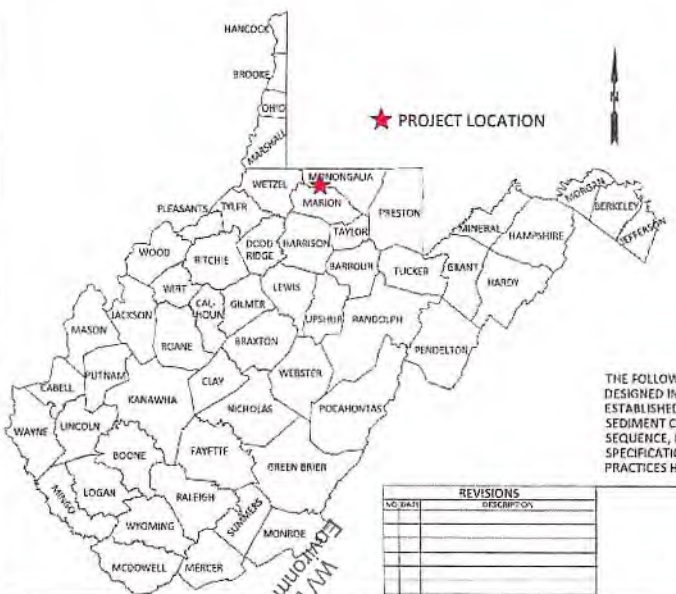 HANCOCK
BROOKE
OHIO
MARSHALL
★ PROJECT LOCATION
N
WETZEL
MONONGALIA
MARION
PRESTON
PLEASANTS
TYLER
TAYLOR
MORGAN
BERKELEY
JEFFERSON
MINERAL
HAMPSHIRE
WOOD
RITCHIE
DODD
RIDGE
HARRISON
BARBOUR
TUCKER
GRANT
HARDY
WIRT
CAL-
HOUN
GILMER
LEWIS
UPSHUR
RANDOLPH
JACKSON
MASON
ROANE
BRAXTON
PENDELTON
WEBSTER
CABELL
PUTNAM
KANAWHA
CLAY
NICHOLAS
POCAHONTAS
WAYNE
LINCOLN
BOONE
FAYETTE
GREEN BRIER
MINGO
LOGAN
RALEIGH
SUMMERS
WYOMING
MONROE
MCDOWELL
MERCER
WV
Environm
THE FOLLOW
DESIGNED IN
ESTABLISHED
SEDIMENT C
SEQUENCE,
SPECIFICATIO
PRACTICES H
REVISIONS
NO DATE DESCRIPTION